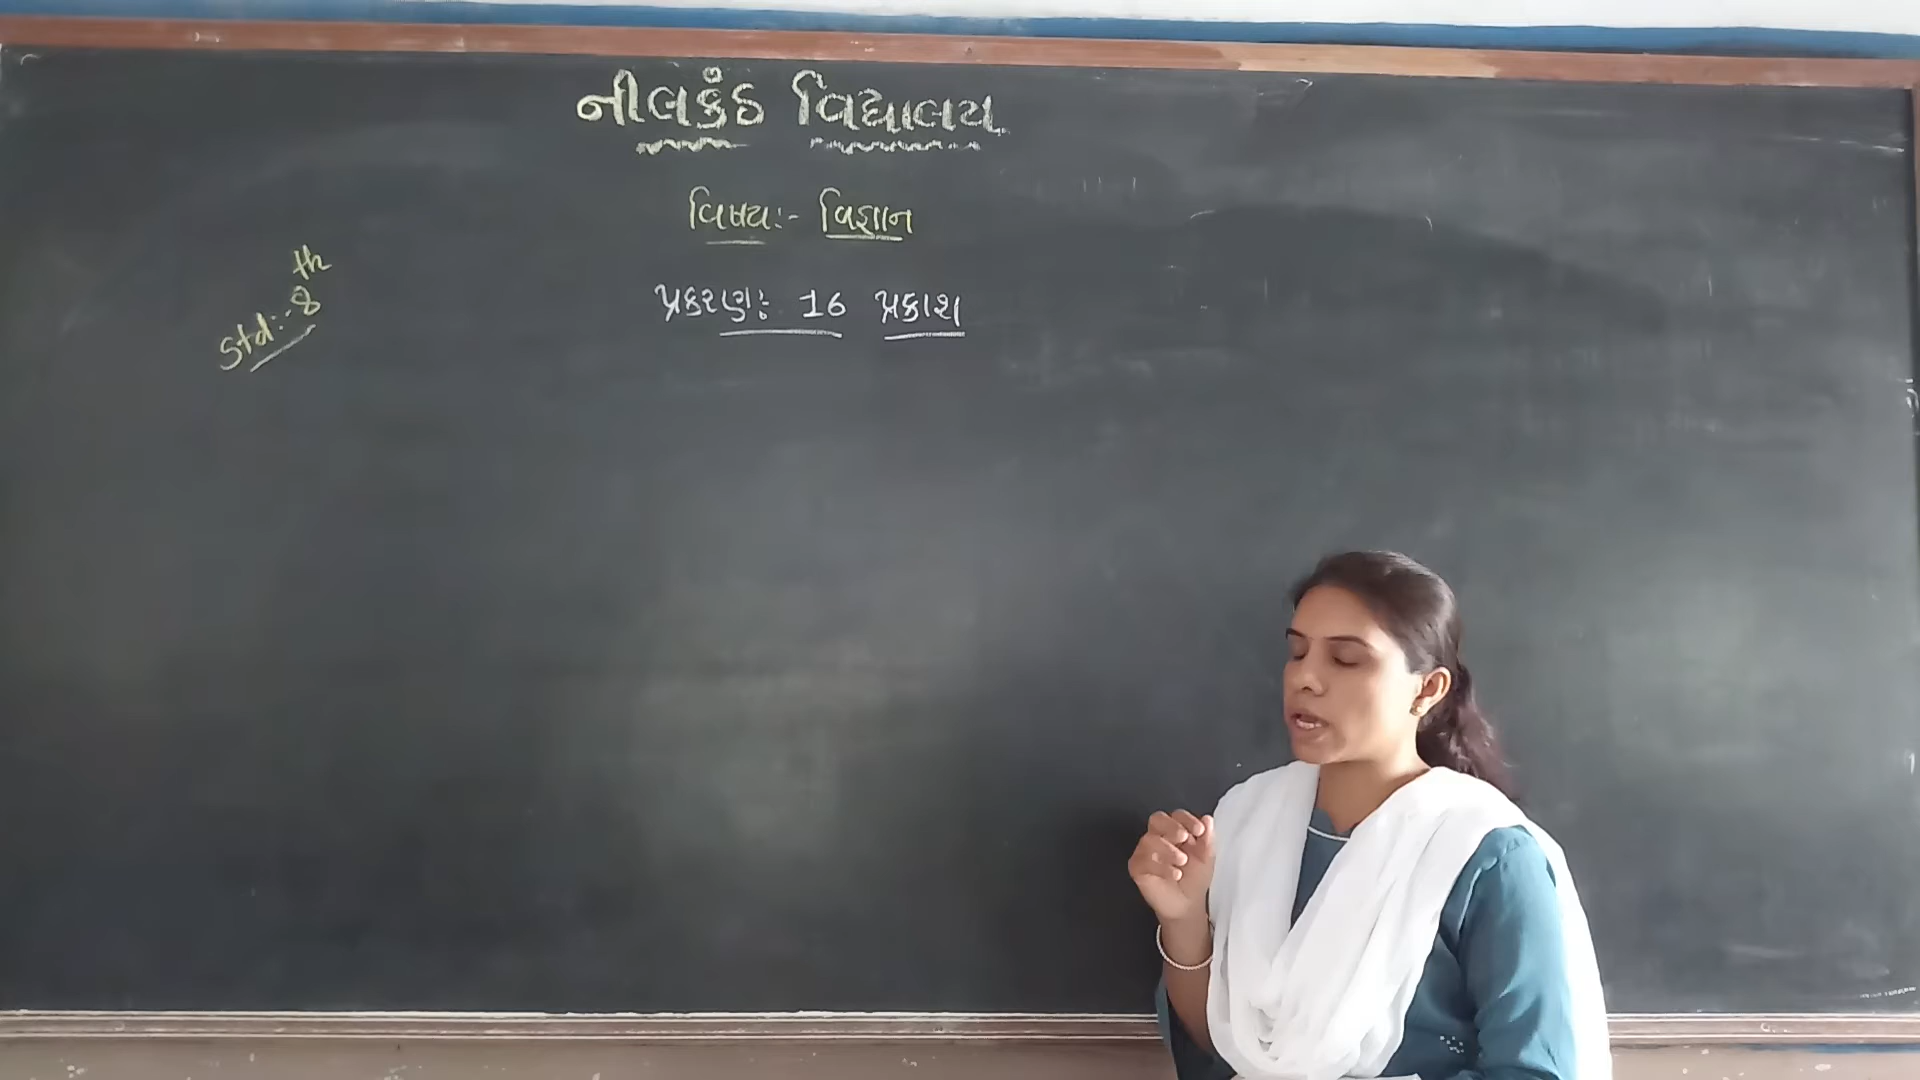 નીલકંઠ વિદ્યાલય
વિષય:- વિજ્ઞાન
પ્રકરણ: 16 પ્રકાશ
Std:- 8th